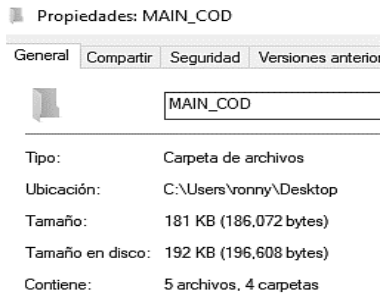 Propiedades: MAIN_COD
General Compartir Seguridad Versiones anterior
MAIN_COD
Tipo: Carpeta de archivos
Ubicación: C:\Users\ronny\Desktop
Tamaño: 181 KB (186,072 bytes)
Tamaño en disco: 192 KB (196,608 bytes)
Contiene: 5 archivos, 4 carpetas